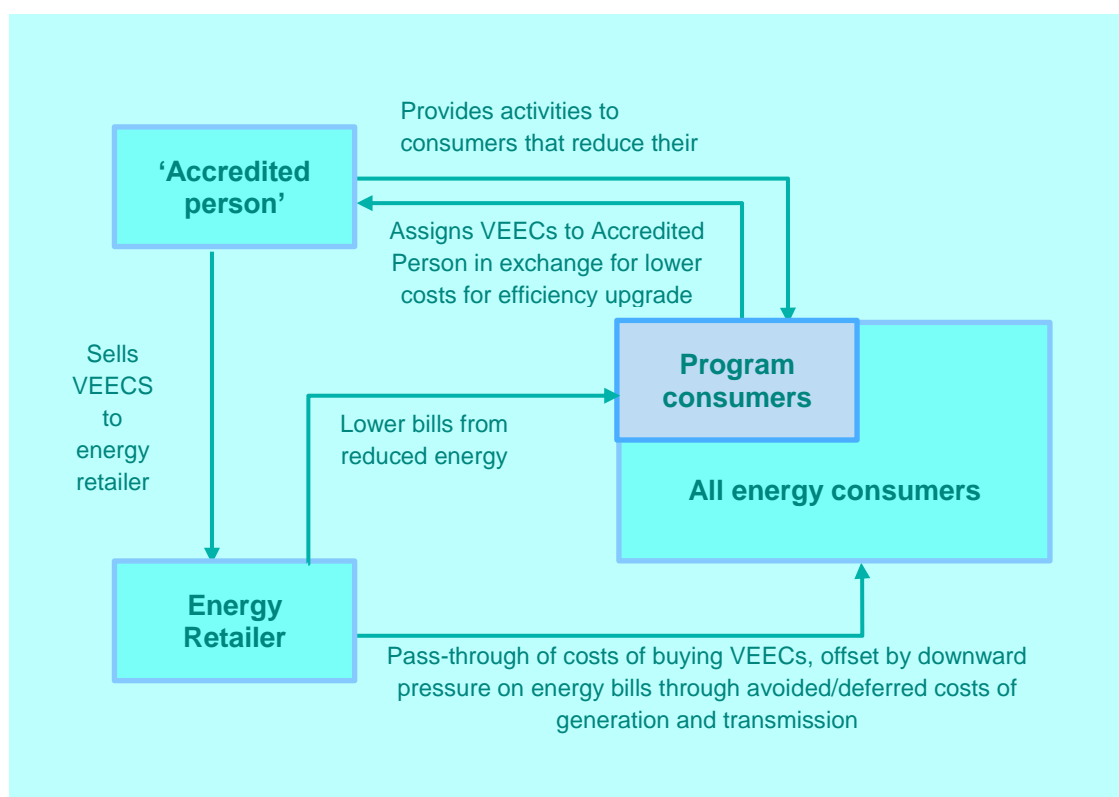 Provides activities to
consumers that reduce their
‘Accredited
person’
Assigns VEECs to Accredited
Person in exchange for lower
costs for efficiency upgrade
Sells
VEECS
to
energy
retailer
Program
consumers
Lower bills from
reduced energy
All energy consumers
Energy
Retailer
Pass-through of costs of buying VEECs, offset by downward
pressure on energy bills through avoided/deferred costs of
generation and transmission